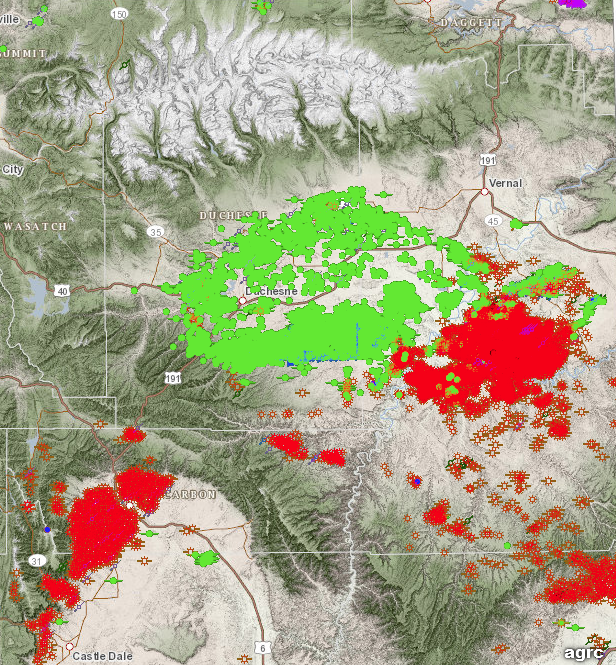 ville
150
DAGGETT
SUMMIT
City
191
Vernal
DUCHESNE
45
WASATCH
35
40
Duchesne
191
CARBON
31
6
Castle Dale
agrc